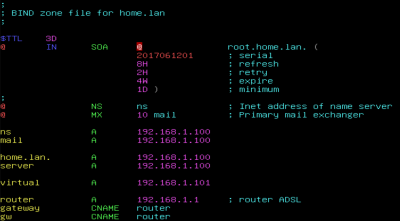 ;
; BIND zone file for home.lan
;
$TTL 3D
@ IN SOA @ root.home.lan. (
2017061201 ; serial
8H ; refresh
2H ; retry
4W ; expire
1D ) ; minimum
;
@ NS ns ; Inet address of name server
@ MX 10 mail ; Primary mail exchanger
ns A 192.168.1.100
mail A 192.168.1.100
home.lan. A 192.168.1.100
server A 192.168.1.100
virtual A 192.168.1.101
router A 192.168.1.1 ; router ADSL
gateway CNAME router
gw CNAME router